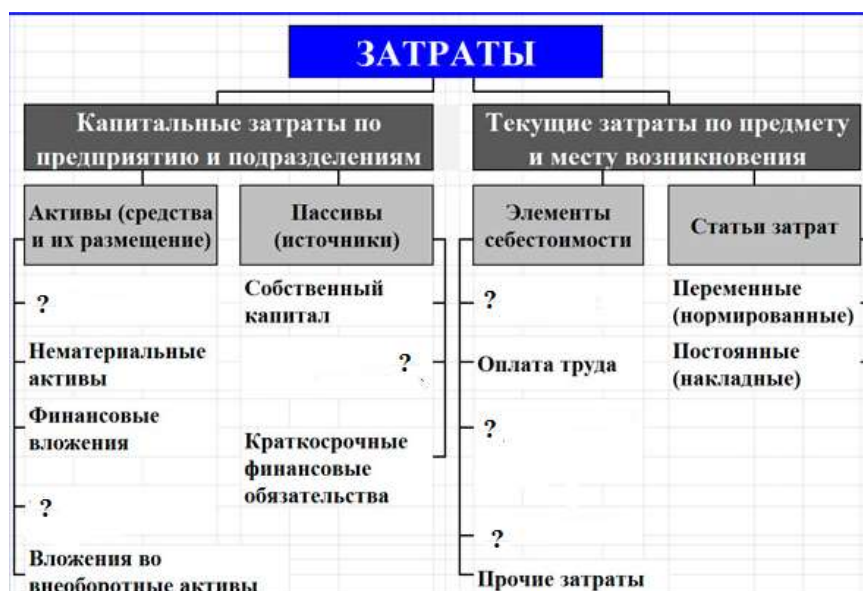 ЗАТРАТЫ
Капитальные затраты по
предприятию и подразделениям
Текущие затраты по предмету
и месту возникновения
Активы (средства
и их размещение)
Пассивы
(источники)
Элементы
себестоимости
Статьи затрат
?
Нематериальные
активы
Финансовые
вложения
?
Вложения во
внеоборотные активы
Собственный
капитал
?
Краткосрочные
финансовые
обязательства
?
Оплата труда
?
?
Прочие затраты
Переменные
(нормированные)
Постоянные
(накладные)